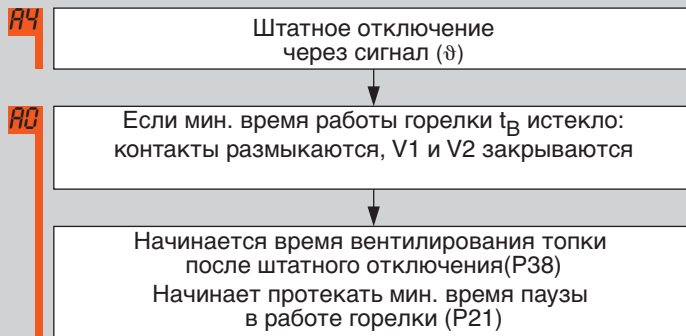 A4
Штатное отключение
через сигнал (ϑ)
A0
Если мин. время работы горелки tB истекло:
контакты размыкаются, V1 и V2 закрываются
Начинается время вентилирования топки
после штатного отключения(P38)
Начинает протекать мин. время паузы
в работе горелки (P21)